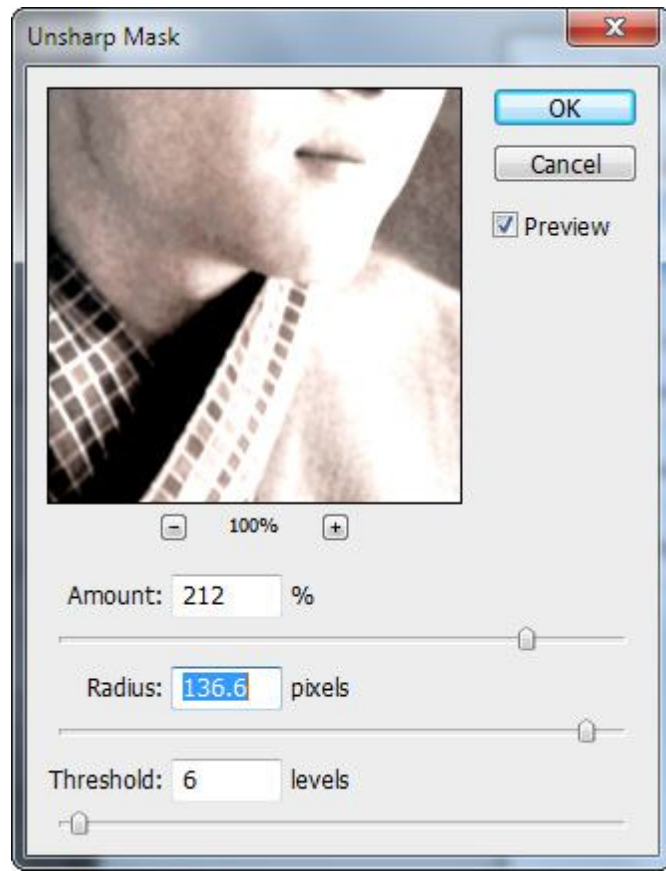 Unsharp Mask
OK
Cancel
Preview
100%
Amount: 212 %
Radius: 136.6 pixels
Threshold: 6 levels